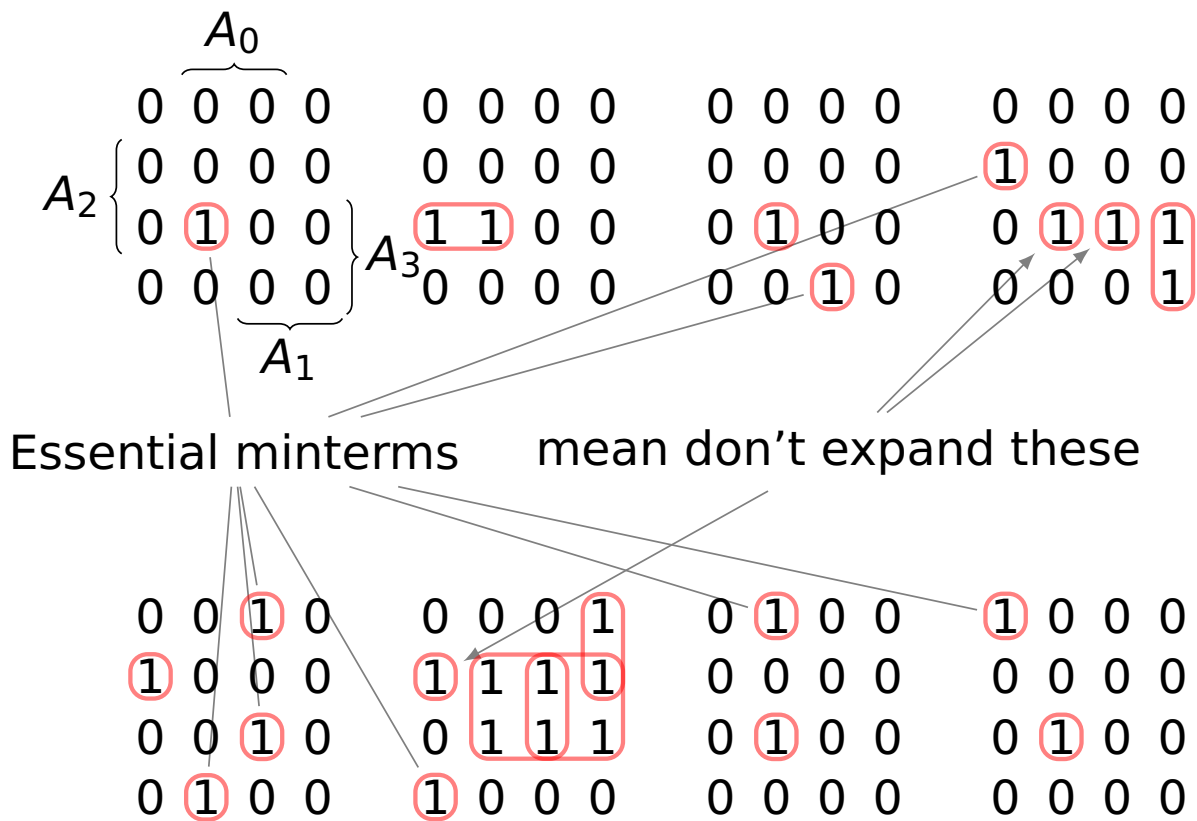 A0
0 0 0 0 0 0 0 0 0 0 0 0 0 0 0 0
0 0 0 0 0 0 0 0 0 0 0 0 1 0 0 0
A2
0 1 0 0 1 1 0 0 0 1 0 0 0 1 1 1
A3
0 0 0 0 0 0 0 0 0 0 1 0 0 0 0 1
A1
Essential minterms mean don’t expand these
0 0 1 0 0 0 0 1 0 1 0 0 1 0 0 0
1 0 0 0 1 1 1 1 0 0 0 0 0 0 0 0
0 0 1 0 0 1 1 1 0 1 0 0 0 1 0 0
0 1 0 0 1 0 0 0 0 0 0 0 0 0 0 0